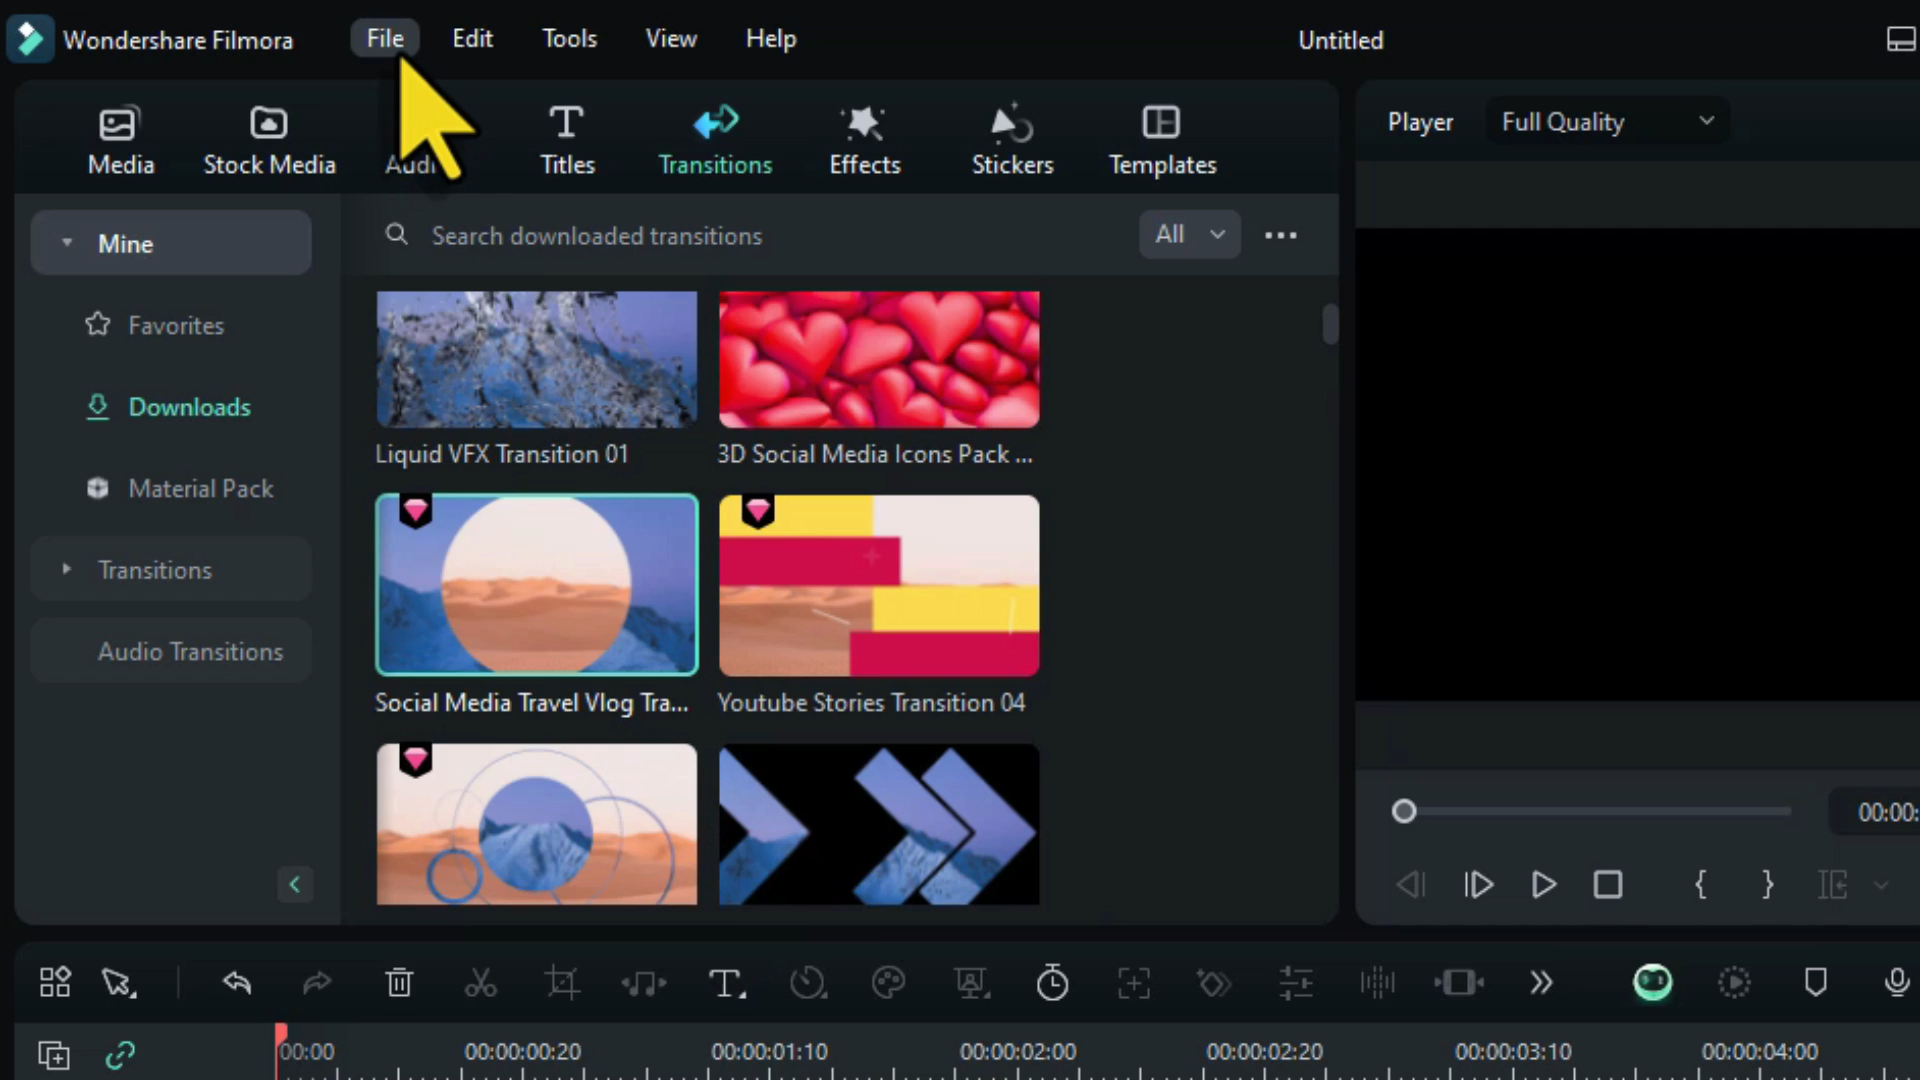 Wondershare Filmora
File Edit Tools View Help
Untitled
Media Stock Media Audi Titles Transitions Effects Stickers Templates
Player Full Quality
Mine
Search downloaded transitions
All
Favorites
Downloads
Material Pack
Transitions
Audio Transitions
Liquid VFX Transition 01
3D Social Media Icons Pack ...
Social Media Travel Vlog Tra...
Youtube Stories Transition 04
00:00:
00:00 00:00:00:20 00:00:01:10 00:00:02:00 00:00:02:20 00:00:03:10 00:00:04:00